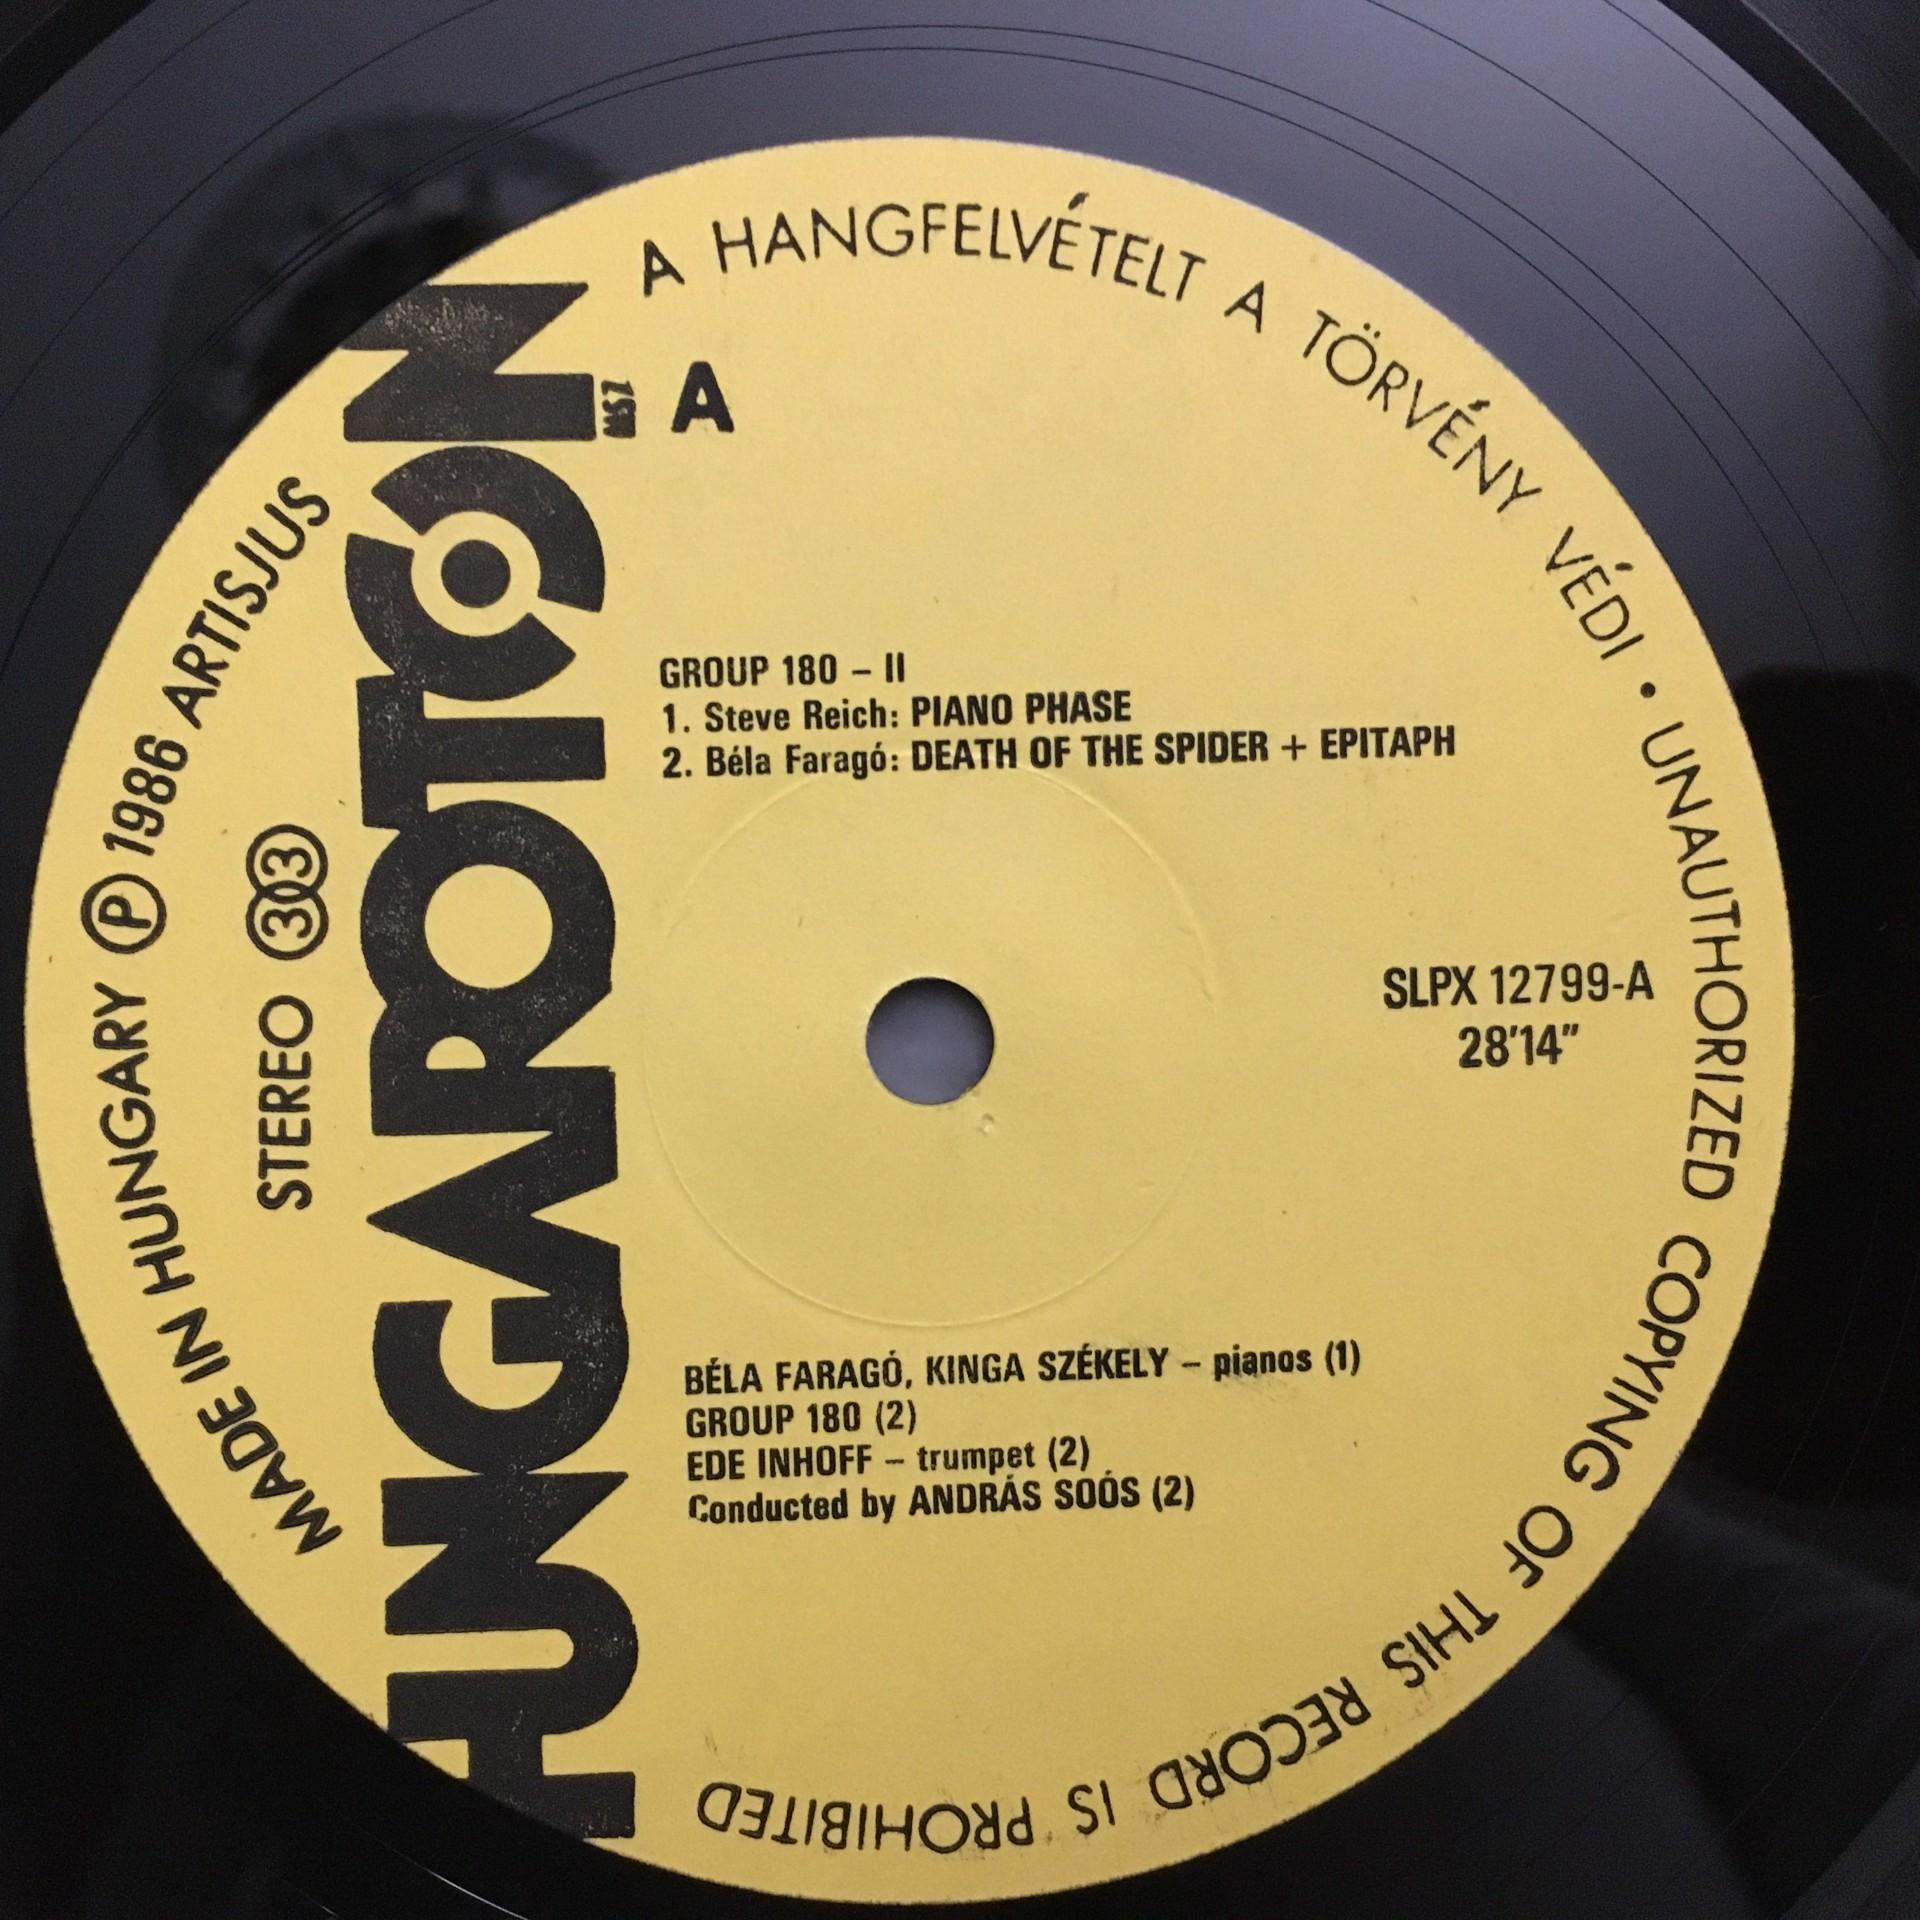 A HANGFELVÉTELT A TÖRVÉNY VÉDI • UNAUTHORIZED COPYING OF THIS RECORD IS PROHIBITED
MADE IN HUNGARY Ⓟ 1986 ARTISJUS
STEREO 33
HUNGAROTON
MSZ
A
GROUP 180 – II
1. Steve Reich: PIANO PHASE
2. Béla Faragó: DEATH OF THE SPIDER + EPITAPH
SLPX 12799-A
28'14"
BÉLA FARAGÓ, KINGA SZÉKELY – pianos (1)
GROUP 180 (2)
EDE INHOFF – trumpet (2)
Conducted by ANDRÁS SOÓS (2)